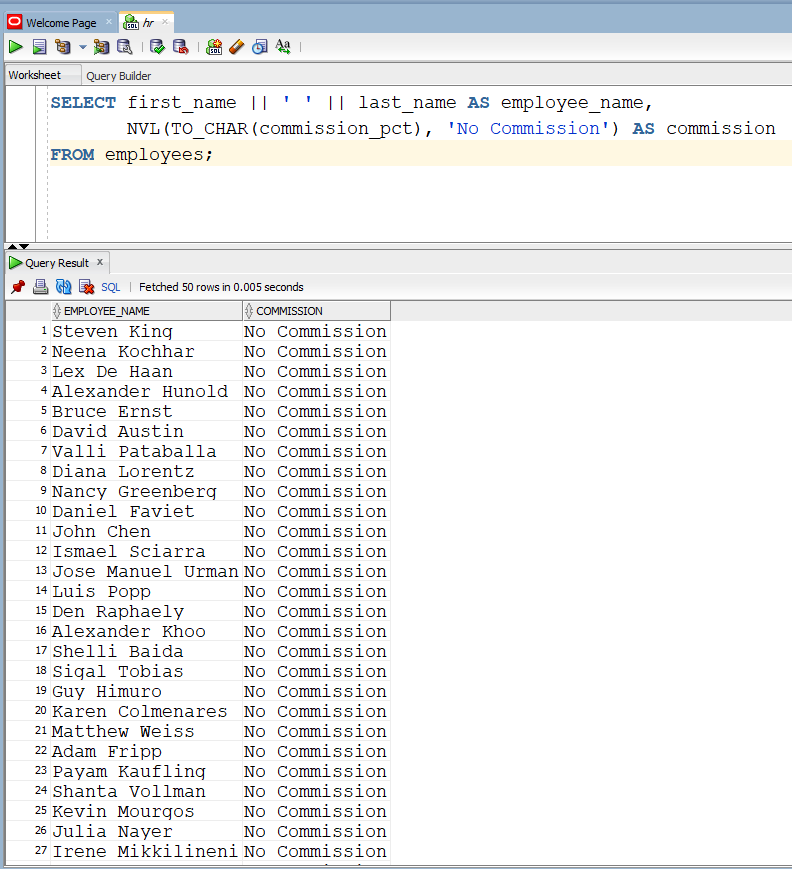 Welcome Page
hr
Worksheet Query Builder
SELECT first_name || ' ' || last_name AS employee_name,
NVL(TO_CHAR(commission_pct), 'No Commission') AS commission
FROM employees;
Query Result
SQL | Fetched 50 rows in 0.005 seconds
EMPLOYEE_NAME COMMISSION
1 Steven King No Commission
2 Neena Kochhar No Commission
3 Lex De Haan No Commission
4 Alexander Hunold No Commission
5 Bruce Ernst No Commission
6 David Austin No Commission
7 Valli Pataballa No Commission
8 Diana Lorentz No Commission
9 Nancy Greenberg No Commission
10 Daniel Faviet No Commission
11 John Chen No Commission
12 Ismael Sciarra No Commission
13 Jose Manuel Urman No Commission
14 Luis Popp No Commission
15 Den Raphaely No Commission
16 Alexander Khoo No Commission
17 Shelli Baida No Commission
18 Sigal Tobias No Commission
19 Guy Himuro No Commission
20 Karen Colmenares No Commission
21 Matthew Weiss No Commission
22 Adam Fripp No Commission
23 Payam Kaufling No Commission
24 Shanta Vollman No Commission
25 Kevin Mourgos No Commission
26 Julia Nayer No Commission
27 Irene Mikkilineni No Commission